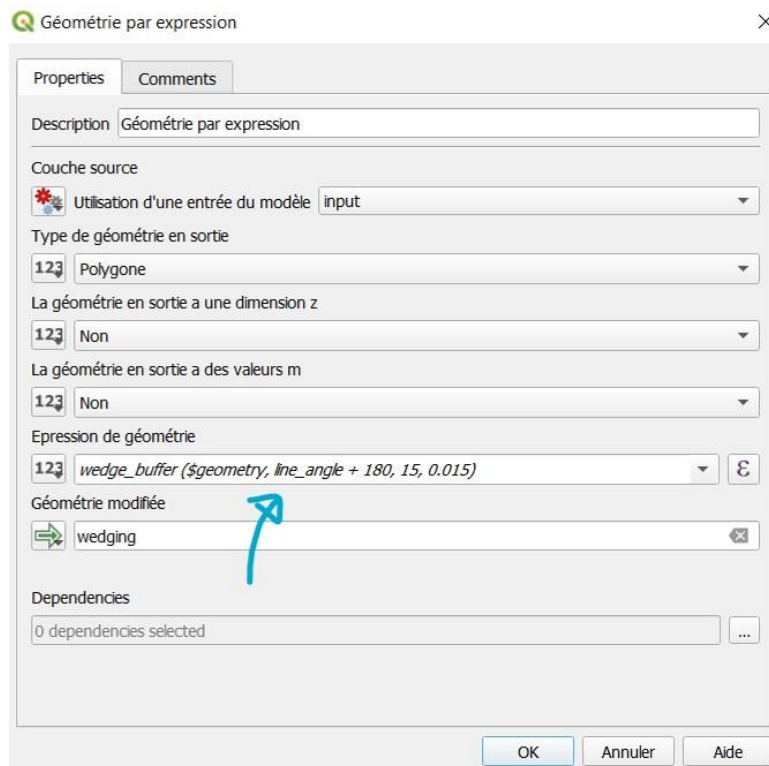 Géométrie par expression
Properties Comments
Description Géométrie par expression
Couche source
Utilisation d'une entrée du modèle input
Type de géométrie en sortie
123 Polygone
La géométrie en sortie a une dimension z
123 Non
La géométrie en sortie a des valeurs m
123 Non
Epression de géométrie
123 wedge_buffer ($geometry, line_angle + 180, 15, 0.015) ε
Géométrie modifiée
wedging
Dependencies
0 dependencies selected ...
OK Annuler Aide